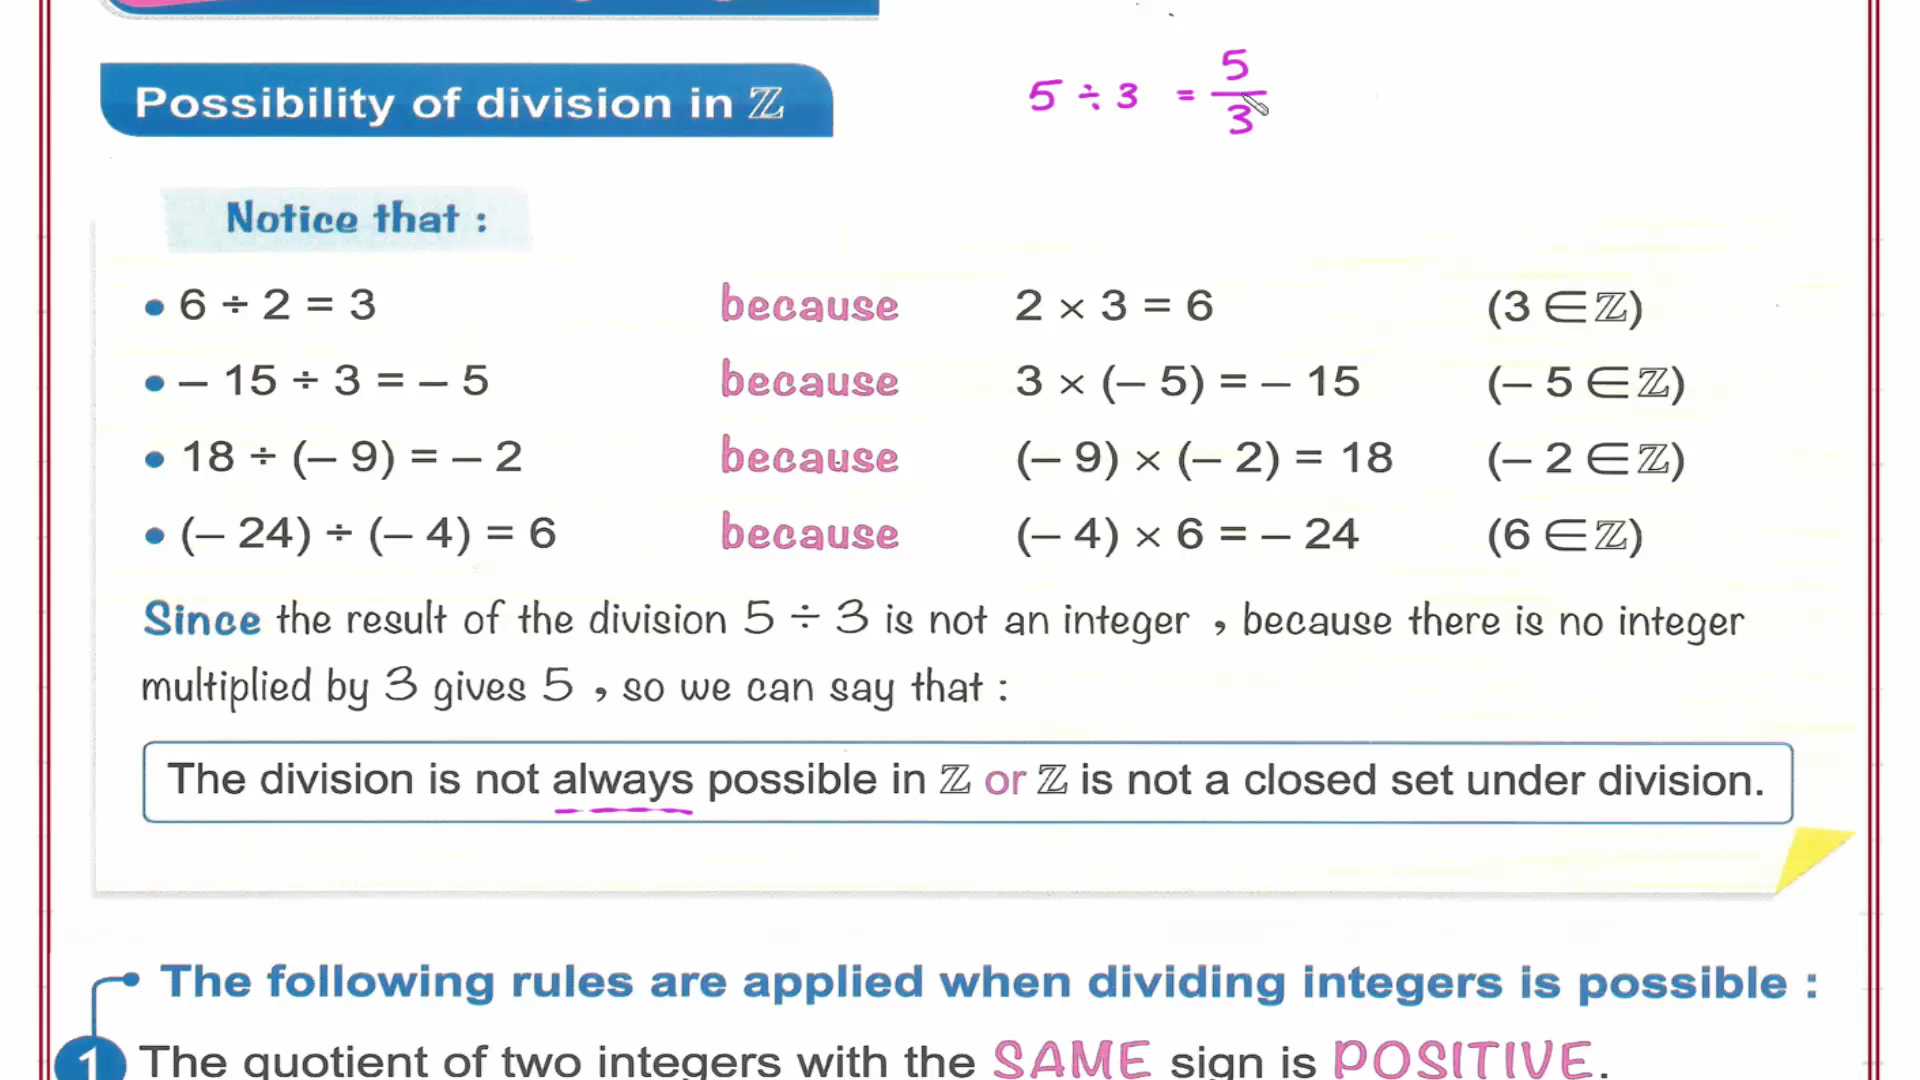 5 ÷ 3 = 5/3
Possibility of division in ℤ
Notice that :
• 6 ÷ 2 = 3 because 2 × 3 = 6 (3 ∈ ℤ)
• – 15 ÷ 3 = – 5 because 3 × (– 5) = – 15 (– 5 ∈ ℤ)
• 18 ÷ (– 9) = – 2 because (– 9) × (– 2) = 18 (– 2 ∈ ℤ)
• (– 24) ÷ (– 4) = 6 because (– 4) × 6 = – 24 (6 ∈ ℤ)
Since the result of the division 5 ÷ 3 is not an integer , because there is no integer
multiplied by 3 gives 5 , so we can say that :
The division is not always possible in ℤ or ℤ is not a closed set under division.
The following rules are applied when dividing integers is possible :
1 The quotient of two integers with the SAME sign is POSITIVE.